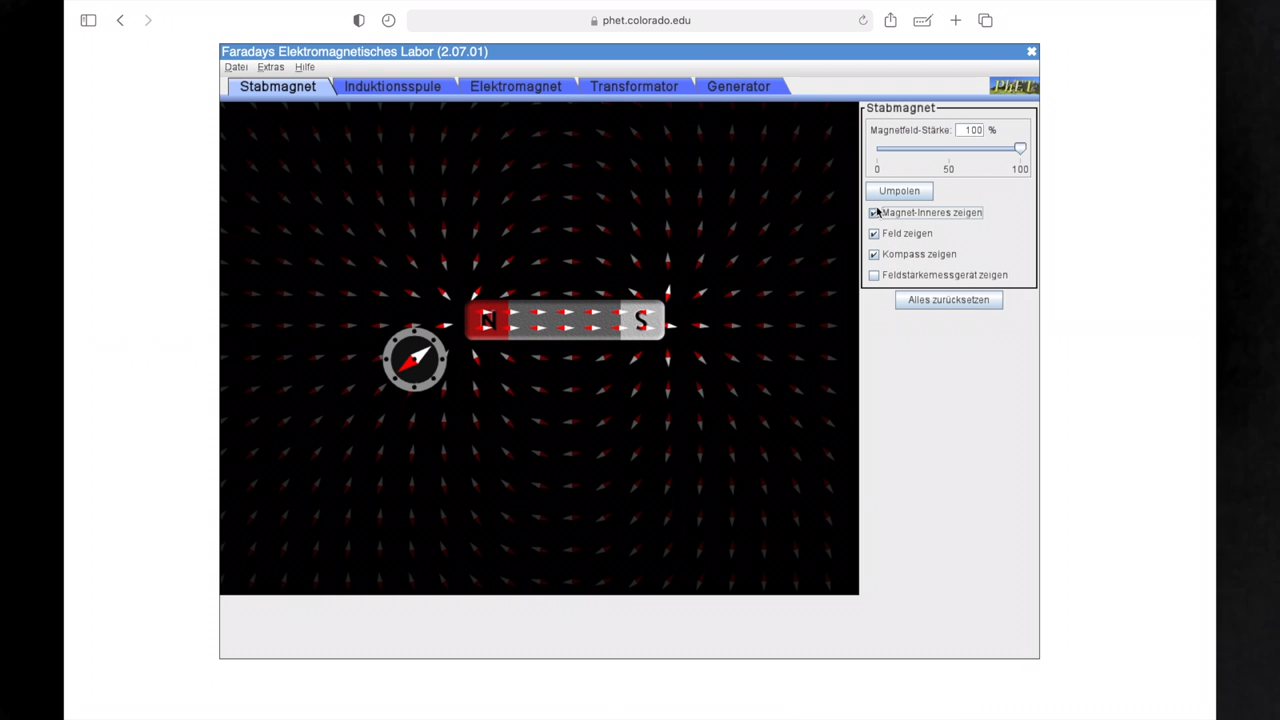 phet.colorado.edu
Faradays Elektromagnetisches Labor (2.07.01)
Datei Extras Hilfe
Stabmagnet Induktionsspule Elektromagnet Transformator Generator PhET
Stabmagnet
Magnetfeld-Stärke: 100 %
0 50 100
Umpolen
Magnet-Inneres zeigen
Feld zeigen
Kompass zeigen
Feldstärkemessgerät zeigen
Alles zurücksetzen
N S